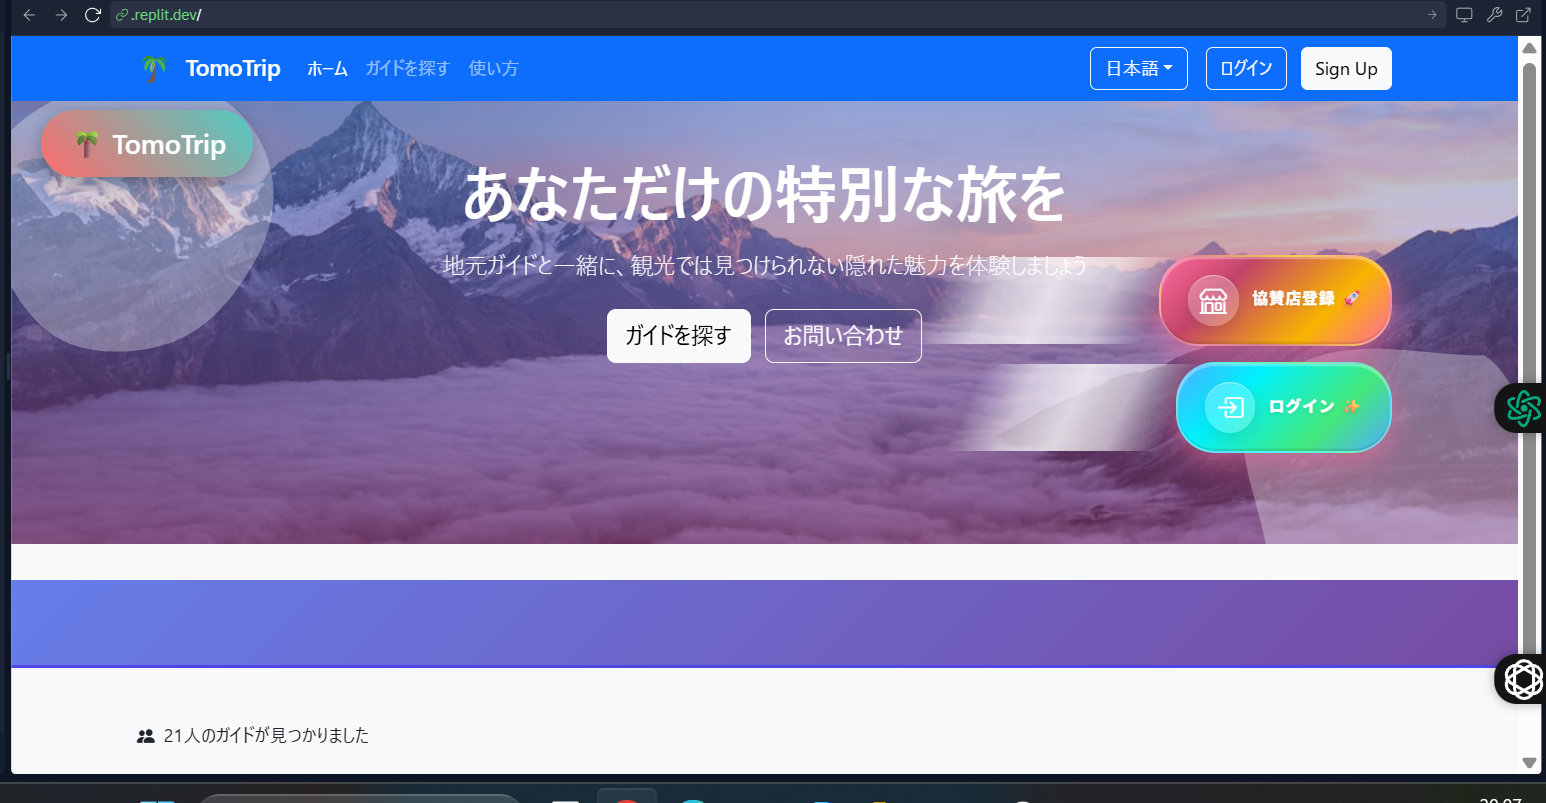 .replit.dev/
TomoTrip ホーム ガイドを探す 使い方 日本語 ログイン Sign Up
TomoTrip
あなただけの特別な旅を
地元ガイドと一緒に、観光では見つけられない隠れた魅力を体験しましょう
ガイドを探す お問い合わせ
協賛店登録 🚀
ログイン ✨
21人のガイドが見つかりました